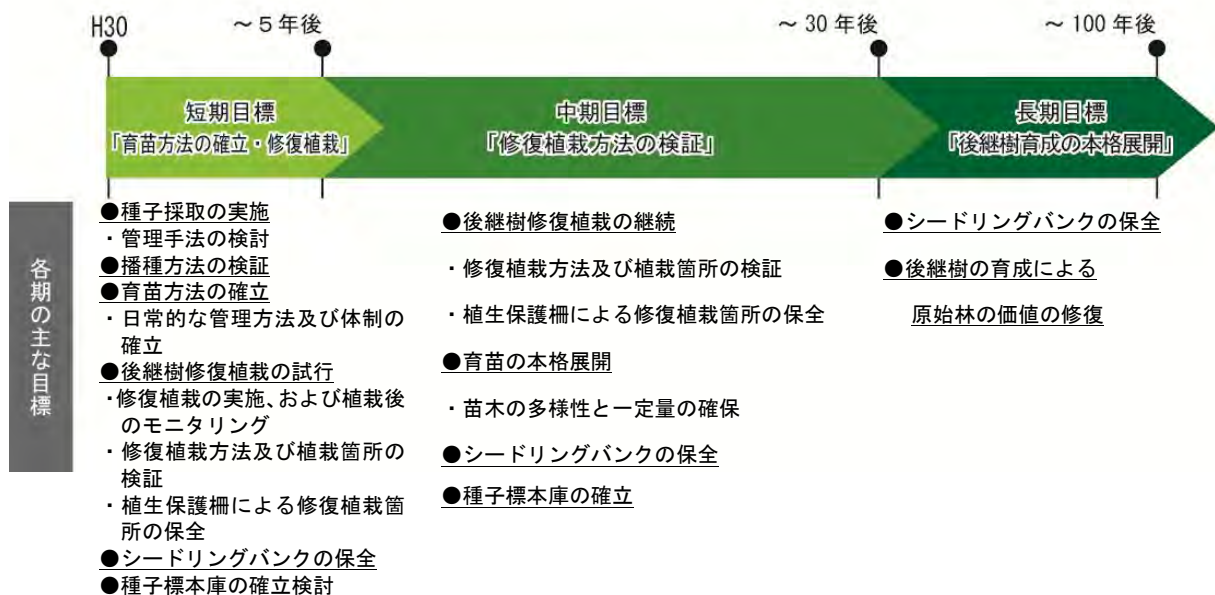 H30
～５年後
～30年後
～100年後
短期目標
「育苗方法の確立・修復植栽」
中期目標
「修復植栽方法の検証」
長期目標
「後継樹育成の本格展開」
各期の主な目標
●種子採取の実施
・管理手法の検討
●播種方法の検証
●育苗方法の確立
・日常的な管理方法及び体制の
確立
●後継樹修復植栽の試行
・修復植栽の実施、および植栽後
のモニタリング
・修復植栽方法及び植栽箇所の
検証
・植生保護柵による修復植栽箇
所の保全
●シードリングバンクの保全
●種子標本庫の確立検討
●後継樹修復植栽の継続
・修復植栽方法及び植栽箇所の検証
・植生保護柵による修復植栽箇所の保全
●育苗の本格展開
・苗木の多様性と一定量の確保
●シードリングバンクの保全
●種子標本庫の確立
●シードリングバンクの保全
●後継樹の育成による
原始林の価値の修復